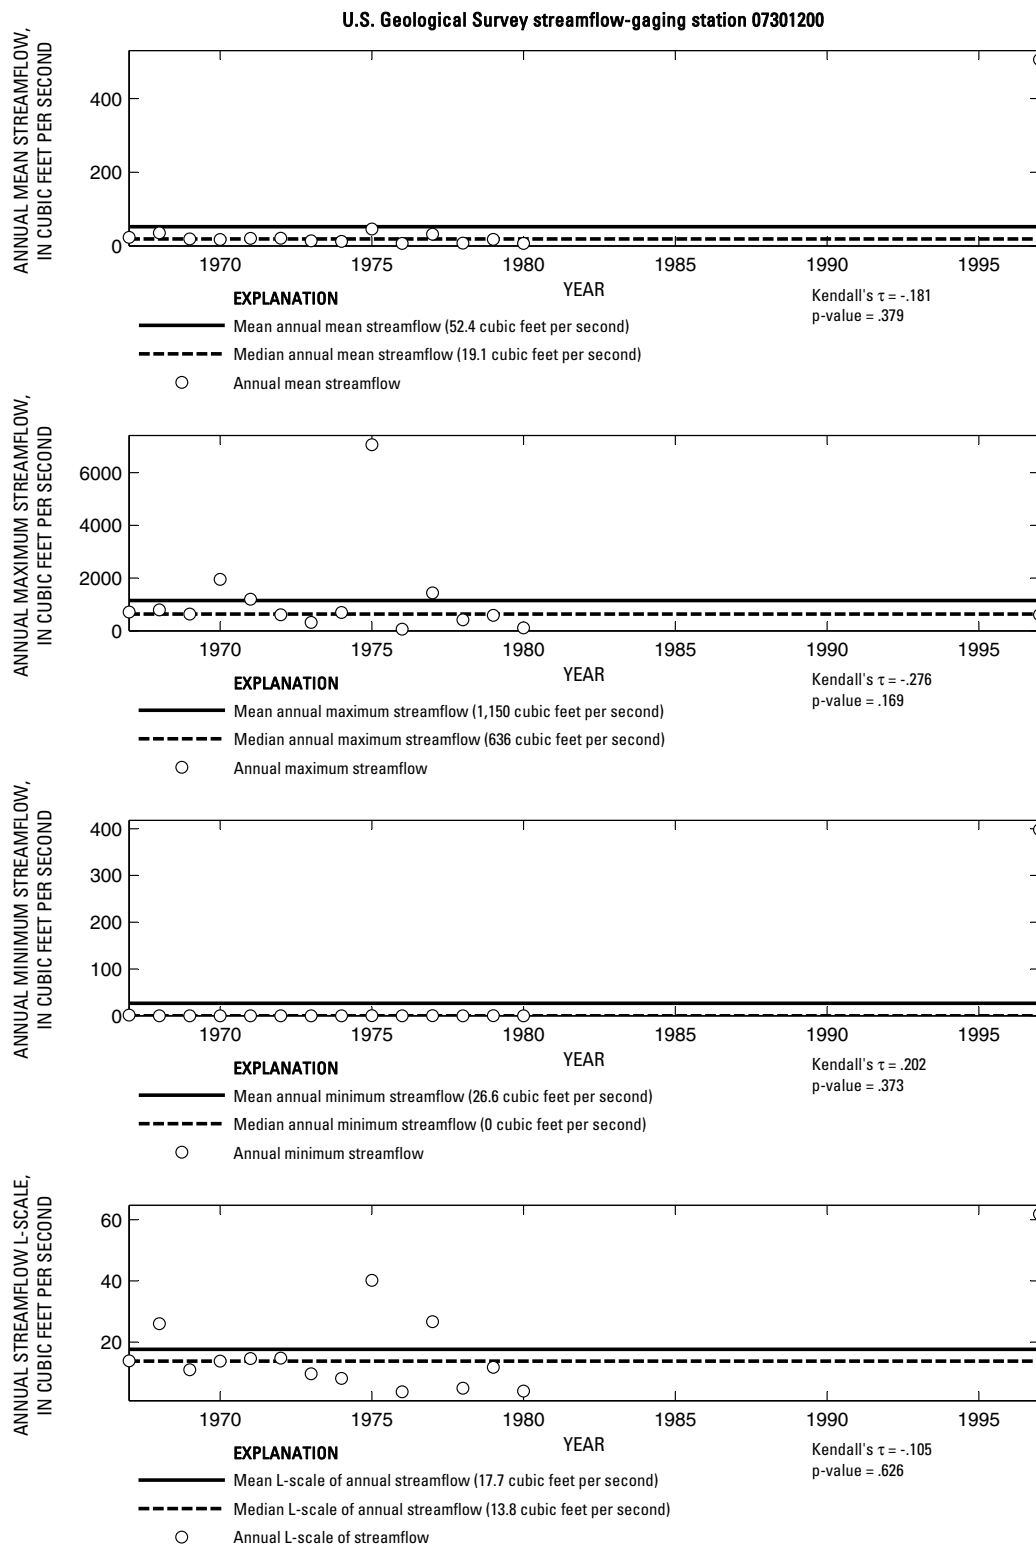 U.S. Geological Survey streamflow-gaging station 07301200
ANNUAL MEAN STREAMFLOW,
IN CUBIC FEET PER SECOND
400
200
0
1970 1975 1980 1985 1990 1995
YEAR
Kendall's τ = -.181
p-value = .379
EXPLANATION
Mean annual mean streamflow (52.4 cubic feet per second)
Median annual mean streamflow (19.1 cubic feet per second)
Annual mean streamflow
ANNUAL MAXIMUM STREAMFLOW,
IN CUBIC FEET PER SECOND
6000
4000
2000
0
1970 1975 1980 1985 1990 1995
YEAR
Kendall's τ = -.276
p-value = .169
EXPLANATION
Mean annual maximum streamflow (1,150 cubic feet per second)
Median annual maximum streamflow (636 cubic feet per second)
Annual maximum streamflow
ANNUAL MINIMUM STREAMFLOW,
IN CUBIC FEET PER SECOND
400
300
200
100
0
1970 1975 1980 1985 1990 1995
YEAR
Kendall's τ = .202
p-value = .373
EXPLANATION
Mean annual minimum streamflow (26.6 cubic feet per second)
Median annual minimum streamflow (0 cubic feet per second)
Annual minimum streamflow
ANNUAL STREAMFLOW L-SCALE,
IN CUBIC FEET PER SECOND
60
40
20
1970 1975 1980 1985 1990 1995
YEAR
Kendall's τ = -.105
p-value = .626
EXPLANATION
Mean L-scale of annual streamflow (17.7 cubic feet per second)
Median L-scale of annual streamflow (13.8 cubic feet per second)
Annual L-scale of streamflow